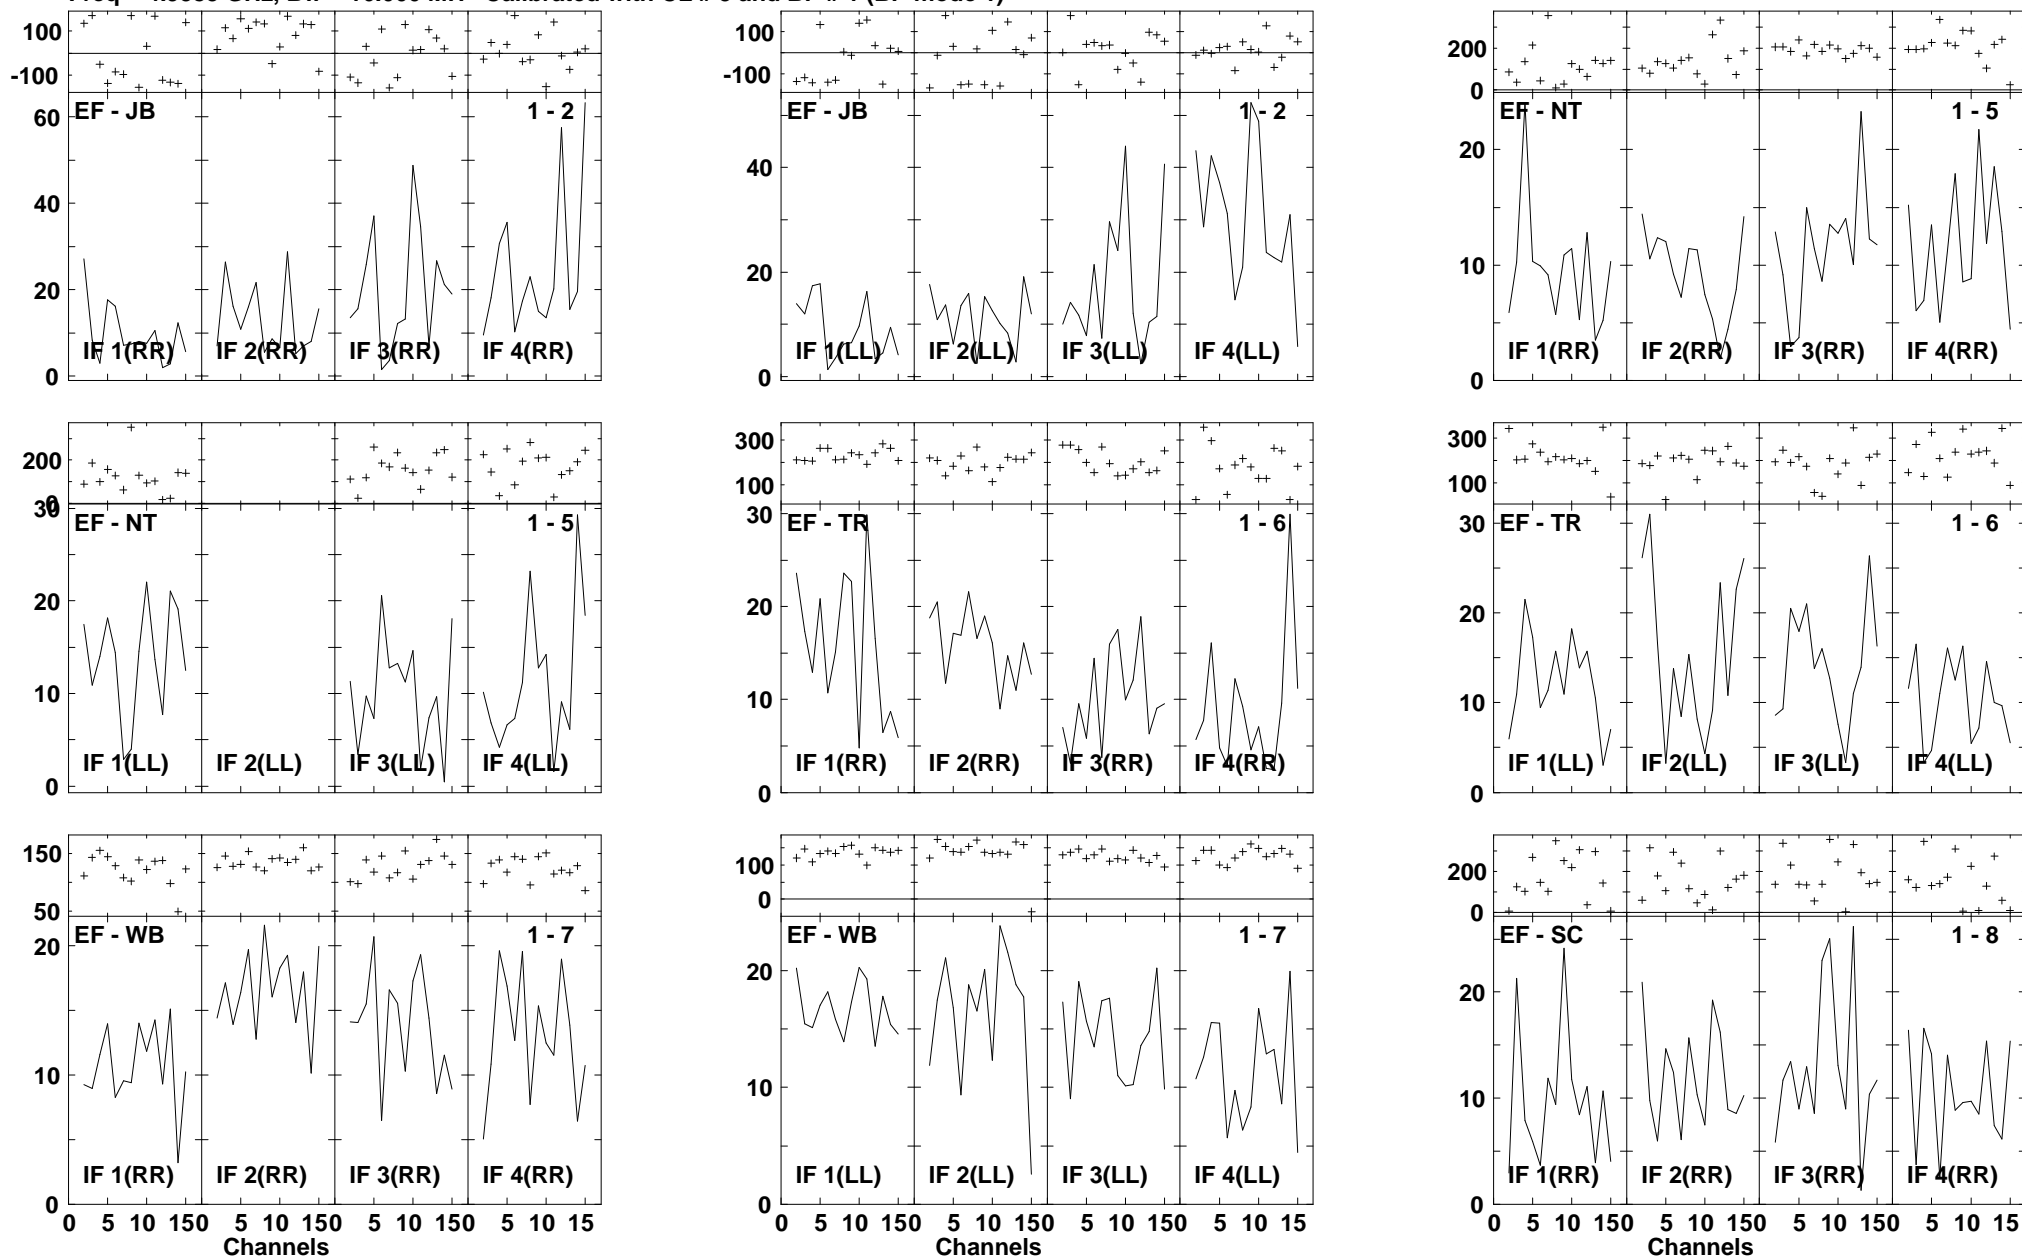 100
-100
EF - JB
1 - 2
60
40
20
0
IF 1(RR)
IF 2(RR)
IF 3(RR)
IF 4(RR)
100
-100
EF - JB
1 - 2
40
20
0
IF 1(LL)
IF 2(LL)
IF 3(LL)
IF 4(LL)
200
0
EF - NT
1 - 5
20
10
0
IF 1(RR)
IF 2(RR)
IF 3(RR)
IF 4(RR)
200
0
30
EF - NT
1 - 5
20
10
0
IF 1(LL)
IF 2(LL)
IF 3(LL)
IF 4(LL)
300
100
30
EF - TR
1 - 6
20
10
0
IF 1(RR)
IF 2(RR)
IF 3(RR)
IF 4(RR)
300
100
30
EF - TR
1 - 6
20
10
0
IF 1(LL)
IF 2(LL)
IF 3(LL)
IF 4(LL)
150
50
EF - WB
1 - 7
20
10
0
IF 1(RR)
IF 2(RR)
IF 3(RR)
IF 4(RR)
0 5 10 150 5 10 150 5 10 150 5 10 15
Channels
100
0
EF - WB
1 - 7
20
10
0
IF 1(LL)
IF 2(LL)
IF 3(LL)
IF 4(LL)
0 5 10 150 5 10 150 5 10 150 5 10 15
Channels
200
0
EF - SC
1 - 8
20
10
0
IF 1(RR)
IF 2(RR)
IF 3(RR)
IF 4(RR)
0 5 10 150 5 10 150 5 10 150 5 10 15
Channels